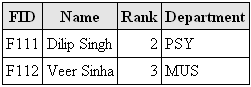 FID Name Rank Department
F111 Dilip Singh 2 PSY
F112 Veer Sinha 3 MUS